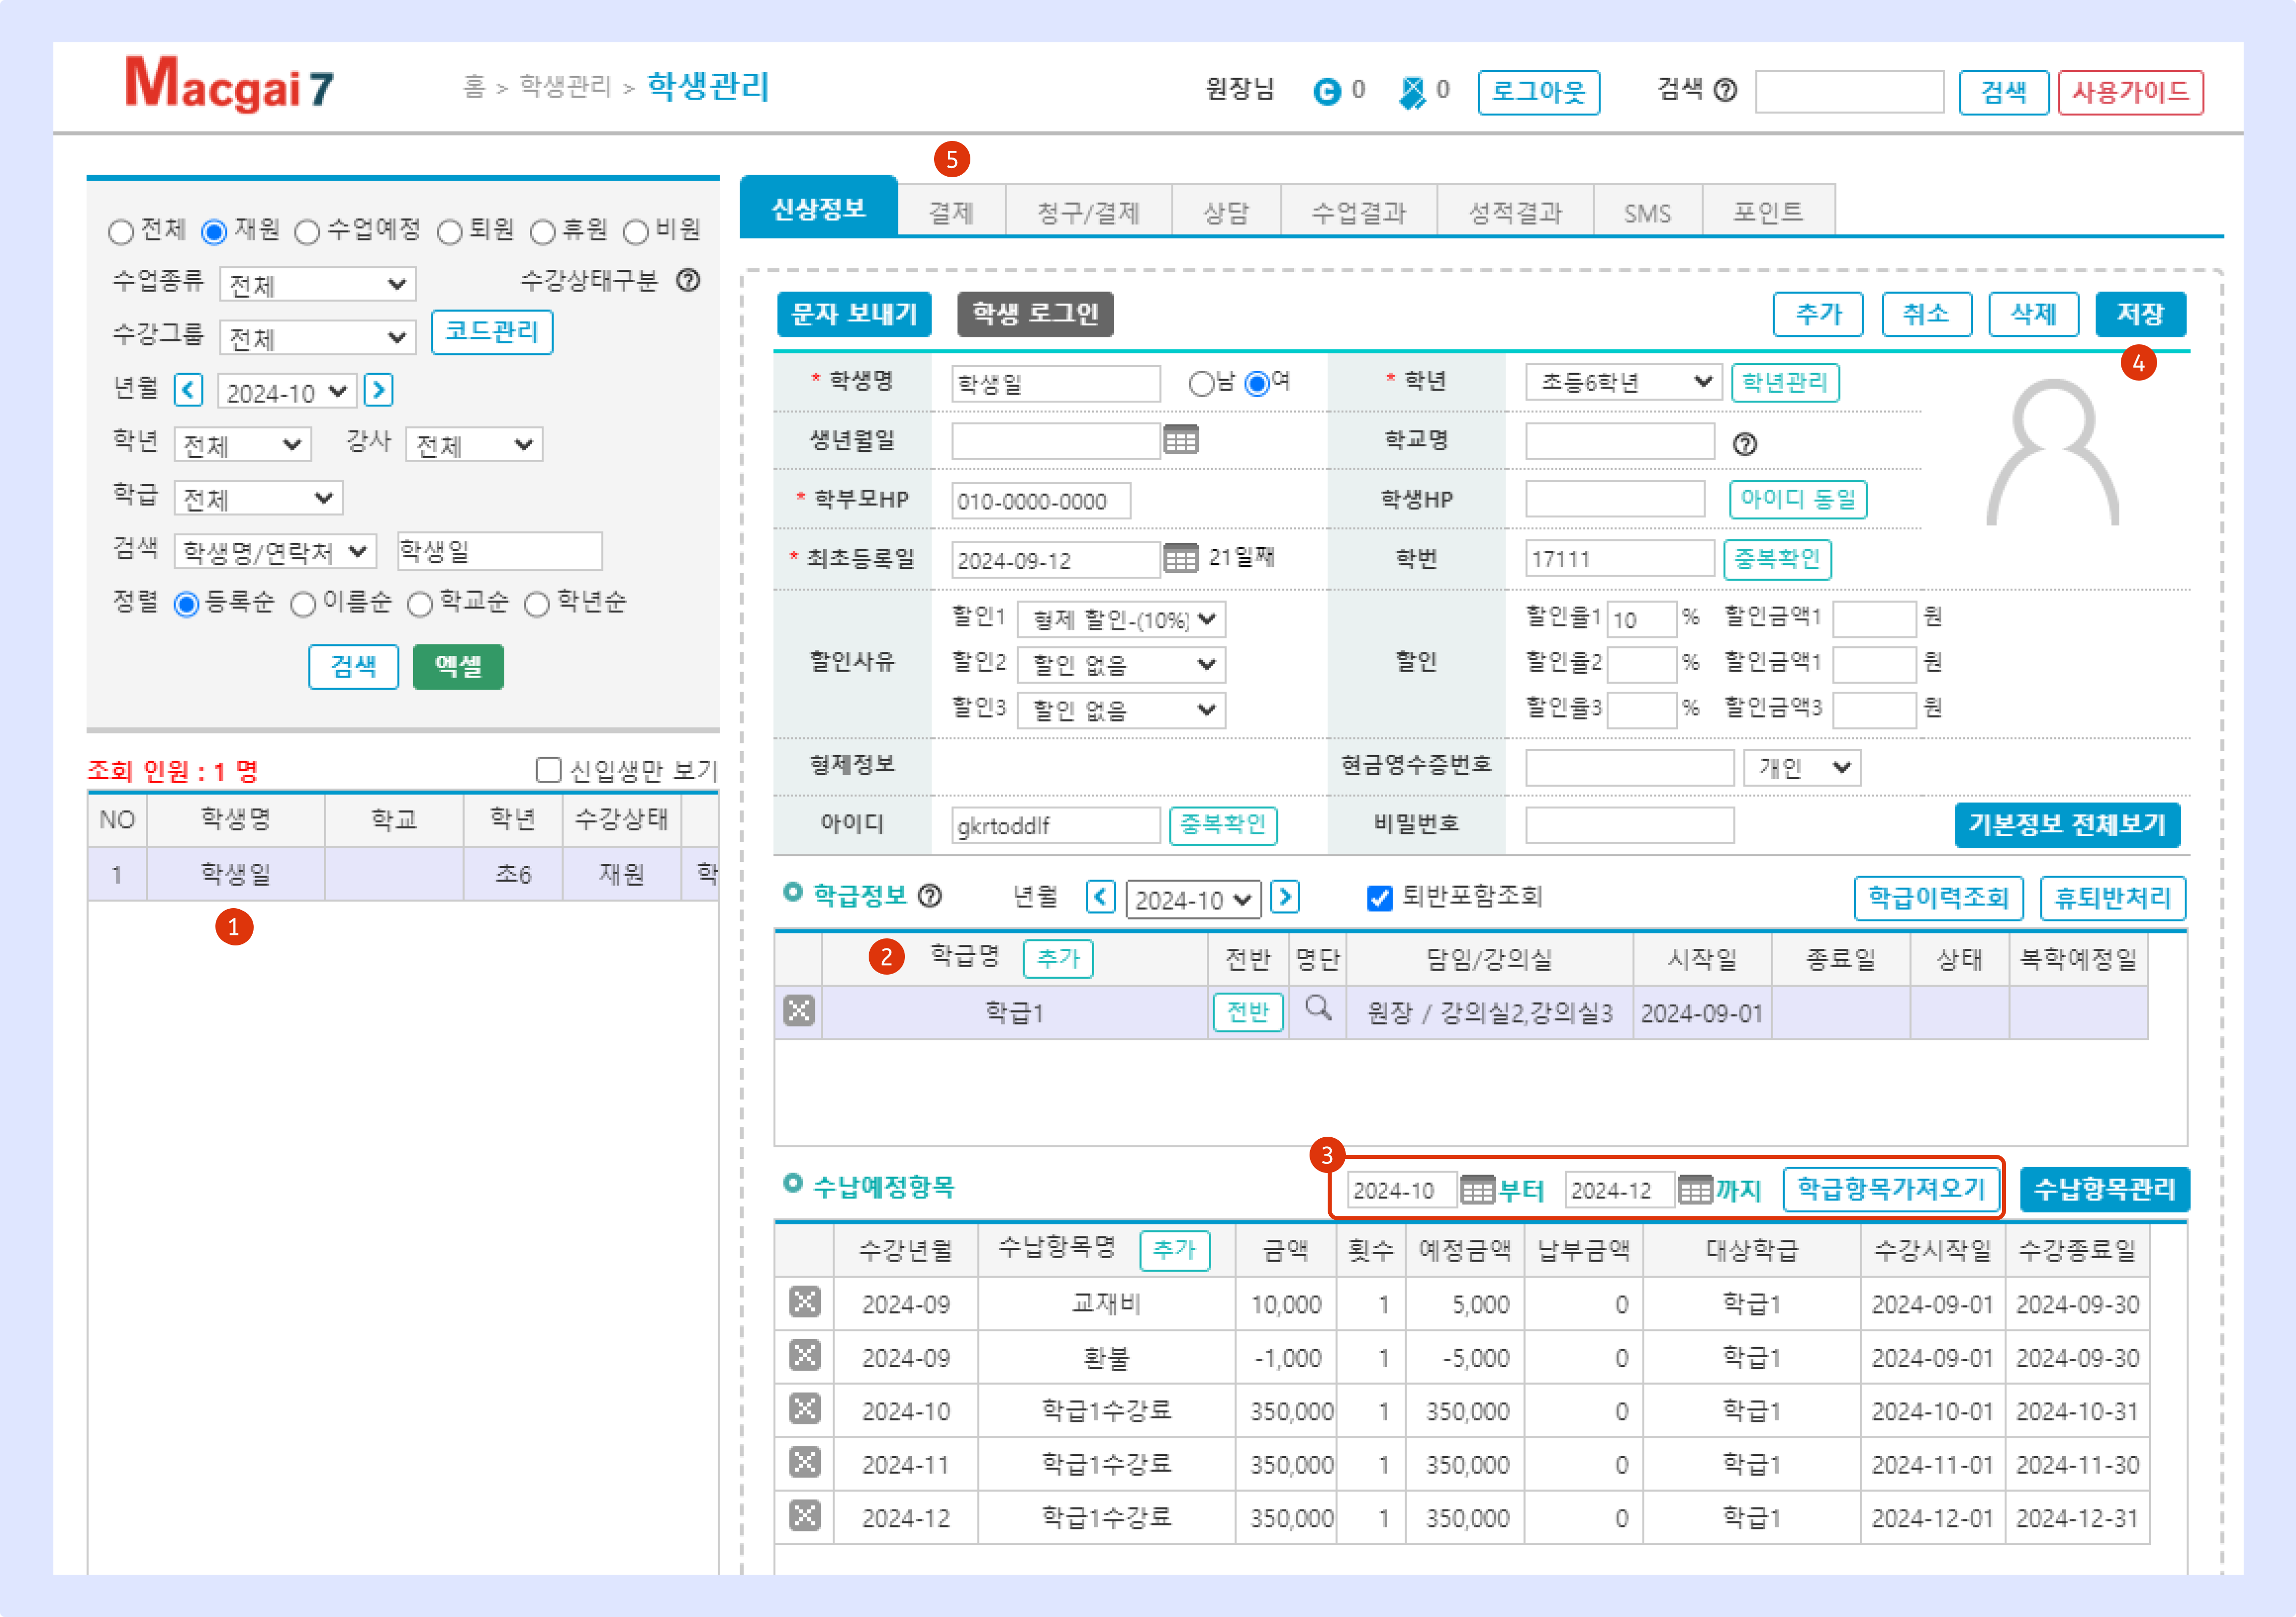 Macgai 7
홈 > 학생관리 > 학생관리
원장님 0 0 로그아웃 검색 ? 검색 사용가이드
5
신상정보 결제 청구/결제 상담 수업결과 성적결과 SMS 포인트
전체 재원 수업예정 퇴원 휴원 비원
수업종류 전체 수강상태구분 ?
수강그룹 전체 코드관리
년월 < 2024-10 >
학년 전체 강사 전체
학급 전체
검색 학생명/연락처 학생일
정렬 등록순 이름순 학교순 학년순
검색 엑셀
조회 인원 : 1 명 신입생만 보기
NO 학생명 학교 학년 수강상태
1 학생일 초6 재원 학
1
문자 보내기 학생 로그인 추가 취소 삭제 저장
4
* 학생명 학생일 남 여 * 학년 초등6학년 학년관리
생년월일 학교명 ?
* 학부모HP 010-0000-0000 학생HP 아이디 동일
* 최초등록일 2024-09-12 21일째 학번 17111 중복확인
할인1 형제 할인-(10%) 할인율1 10 % 할인금액1 원
할인사유 할인2 할인 없음 할인 할인율2 % 할인금액1 원
할인3 할인 없음 할인율3 % 할인금액3 원
형제정보 현금영수증번호 개인
아이디 gkrtoddlf 중복확인 비밀번호 기본정보 전체보기
학급정보 ? 년월 < 2024-10 > 퇴반포함조회 학급이력조회 휴퇴반처리
2 학급명 추가 전반 명단 담임/강의실 시작일 종료일 상태 복학예정일
학급1 전반 원장 / 강의실2,강의실3 2024-09-01
3
수납예정항목 2024-10 부터 2024-12 까지 학급항목가져오기 수납항목관리
수강년월 수납항목명 추가 금액 횟수 예정금액 납부금액 대상학급 수강시작일 수강종료일
2024-09 교재비 10,000 1 5,000 0 학급1 2024-09-01 2024-09-30
2024-09 환불 -1,000 1 -5,000 0 학급1 2024-09-01 2024-09-30
2024-10 학급1수강료 350,000 1 350,000 0 학급1 2024-10-01 2024-10-31
2024-11 학급1수강료 350,000 1 350,000 0 학급1 2024-11-01 2024-11-30
2024-12 학급1수강료 350,000 1 350,000 0 학급1 2024-12-01 2024-12-31